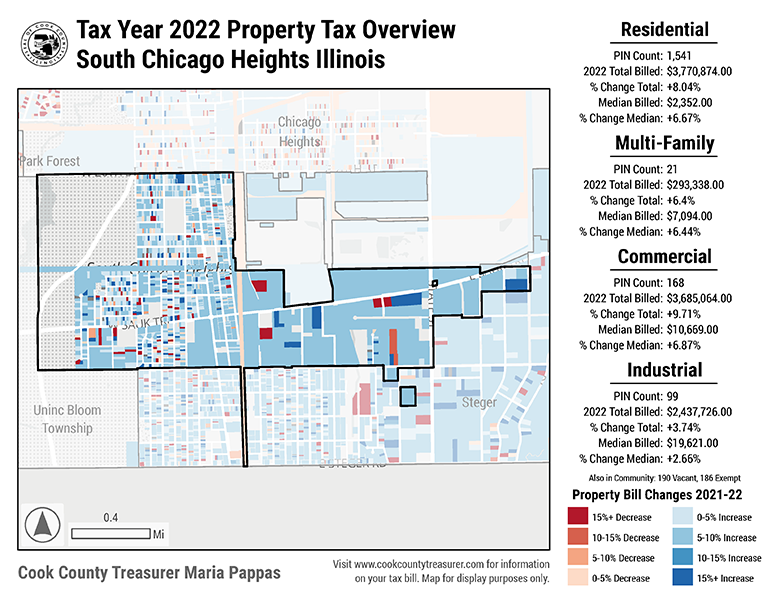 Tax Year 2022 Property Tax Overview
South Chicago Heights Illinois
Chicago
Heights
Park Forest
South Chicago Heights
W SAUK TR
Uninc Bloom
Township
Steger
E STEGER RD
0.4
Mi
Cook County Treasurer Maria Pappas
Visit www.cookcountytreasurer.com for information
on your tax bill. Map for display purposes only.
Residential
PIN Count: 1,541
2022 Total Billed: $3,770,874.00
% Change Total: +8.04%
Median Billed: $2,352.00
% Change Median: +6.67%
Multi-Family
PIN Count: 21
2022 Total Billed: $293,338.00
% Change Total: +6.4%
Median Billed: $7,094.00
% Change Median: +6.44%
Commercial
PIN Count: 168
2022 Total Billed: $3,685,064.00
% Change Total: +9.71%
Median Billed: $10,669.00
% Change Median: +6.87%
Industrial
PIN Count: 99
2022 Total Billed: $2,437,726.00
% Change Total: +3.74%
Median Billed: $19,621.00
% Change Median: +2.66%
Also in Community: 190 Vacant, 186 Exempt
Property Bill Changes 2021-22
15%+ Decrease
10-15% Decrease
5-10% Decrease
0-5% Decrease
0-5% Increase
5-10% Increase
10-15% Increase
15%+ Increase